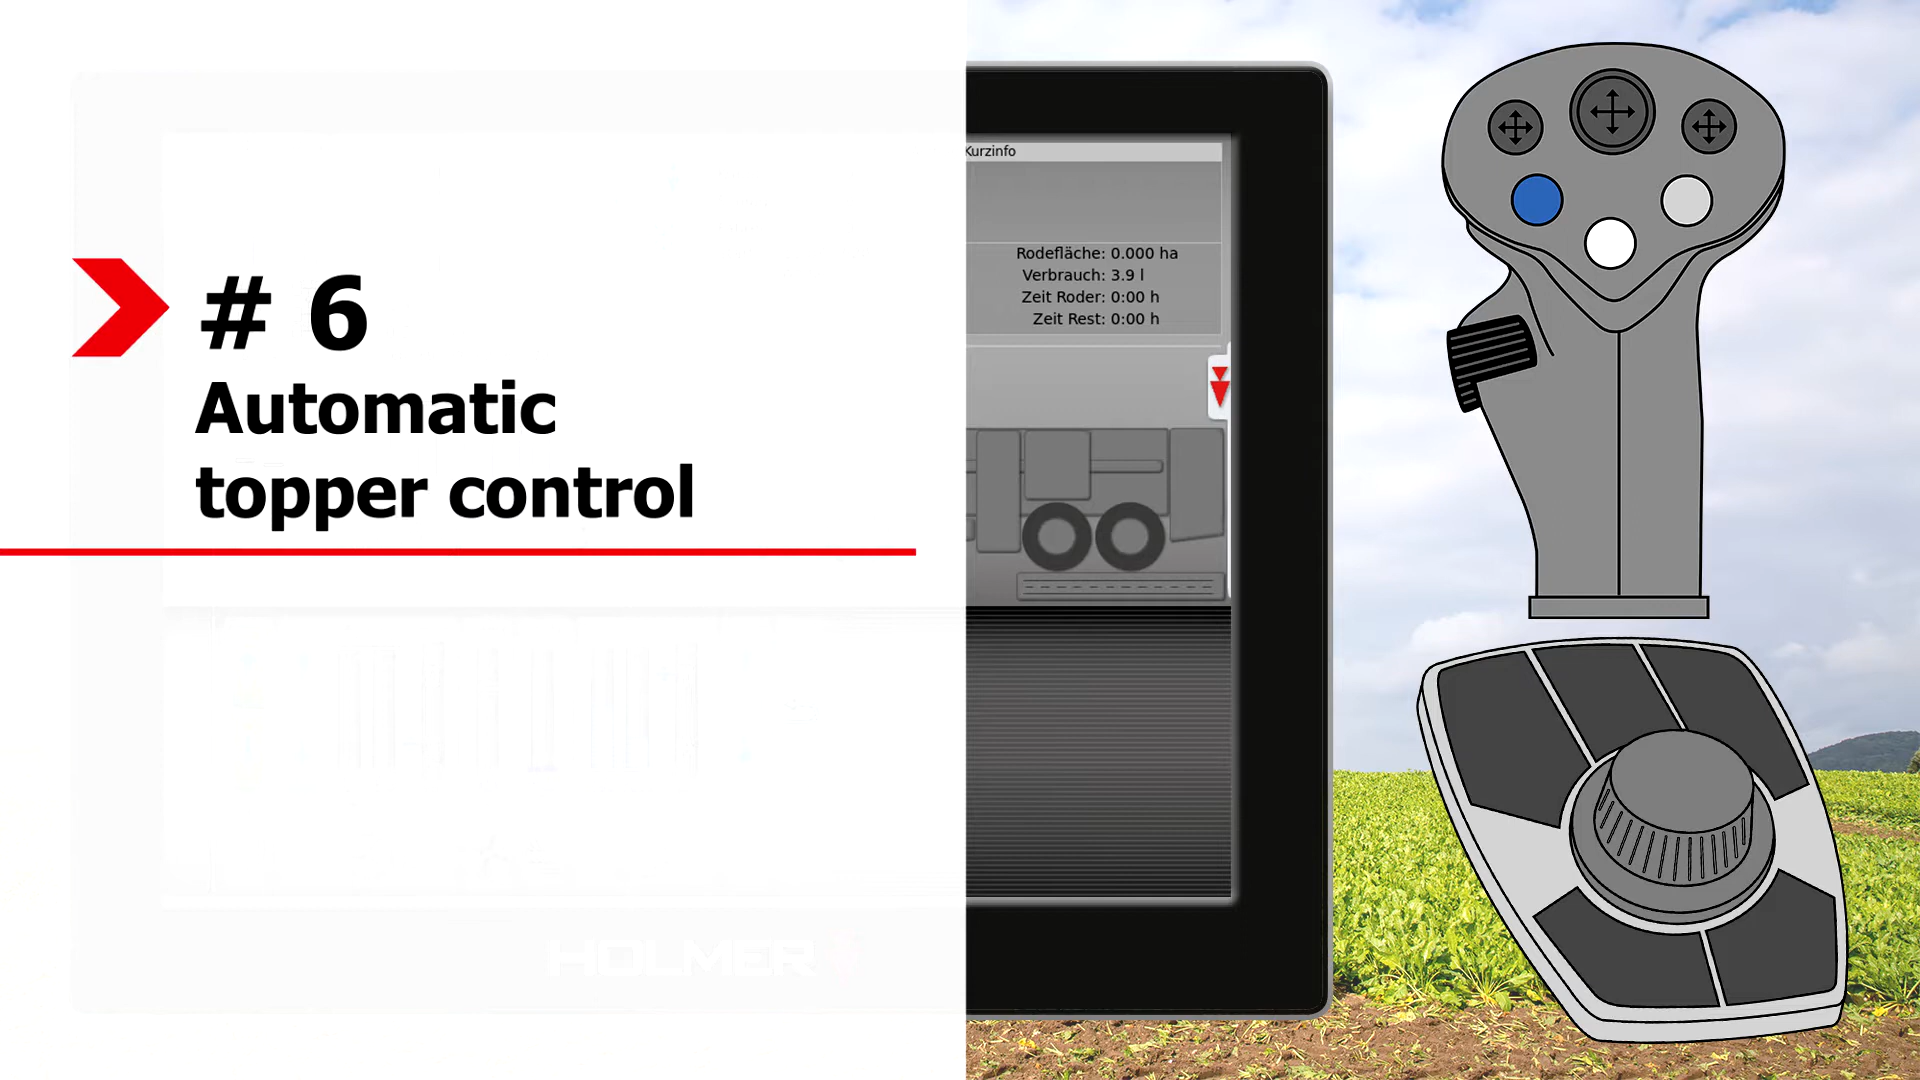 # 6
Automatic
topper control
Kurzinfo
Rodefläche: 0.000 ha
Verbrauch: 3.9 l
Zeit Roder: 0:00 h
Zeit Rest: 0:00 h
HOLMER